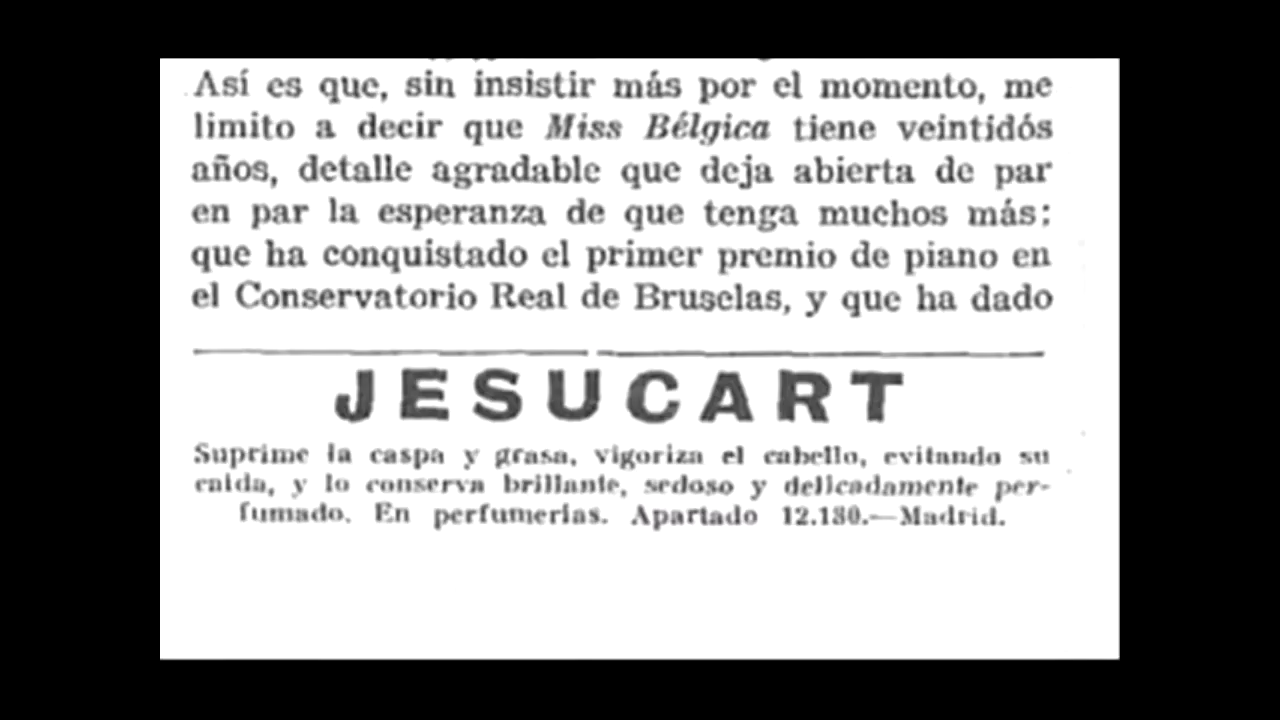 Así es que, sin insistir más por el momento, me
limito a decir que Miss Bélgica tiene veintidós
años, detalle agradable que deja abierta de par
en par la esperanza de que tenga muchos más;
que ha conquistado el primer premio de piano en
el Conservatorio Real de Bruselas, y que ha dado
JESUCART
Suprime la caspa y grasa, vigoriza el cabello, evitando su
caída, y lo conserva brillante, sedoso y delicadamente per-
fumado. En perfumerías. Apartado 12.180.—Madrid.